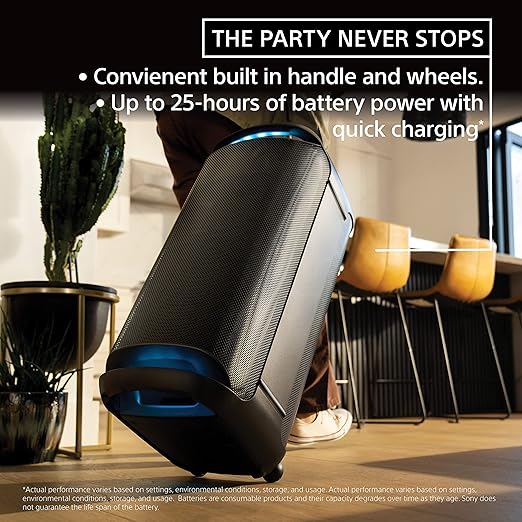 THE PARTY NEVER STOPS
• Convienent built in handle and wheels.
• Up to 25-hours of battery power with
quick charging*
*Actual performance varies based on settings, environmental conditions, storage, and usage. Actual performance varies based on settings,
environmental conditions, storage, and usage. Batteries are consumable products and their capacity degrades over time as they age. Sony does
not guarantee the life span of the battery.